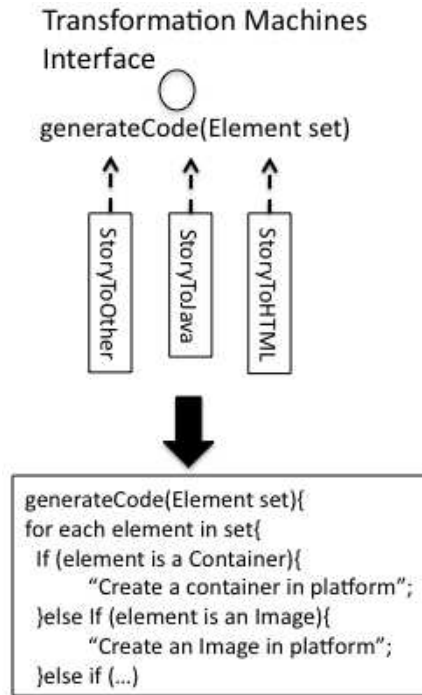 Transformation Machines
Interface
generateCode(Element set)
StoryToOther
StoryToJava
StoryToHTML
generateCode(Element set){
for each element in set{
If (element is a Container){
“Create a container in platform”;
}else If (element is an Image){
“Create an Image in platform”;
}else if (...)